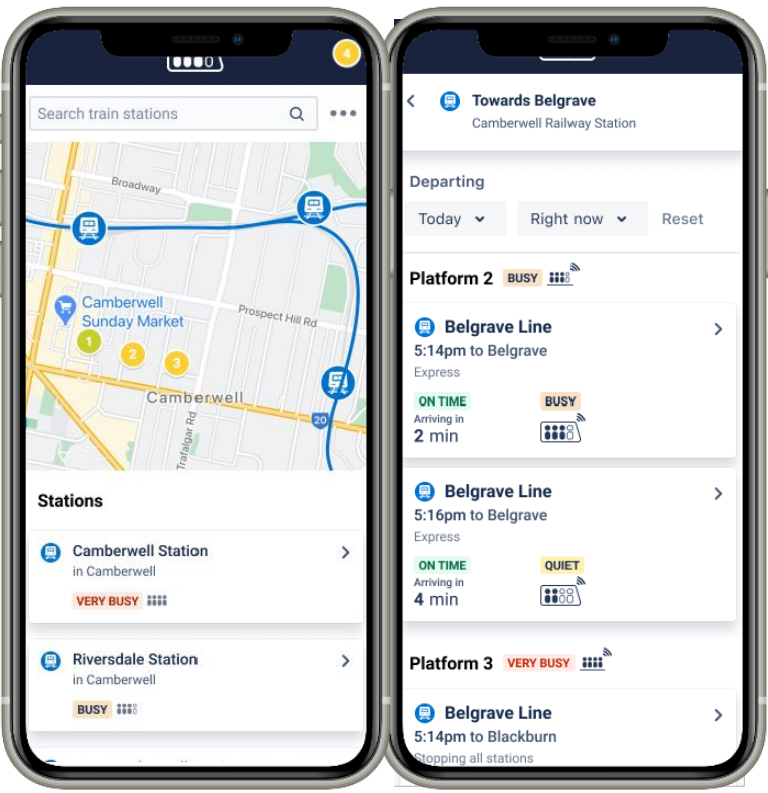 4
Search train stations
Broadway
Camberwell
Sunday Market
Prospect Hill Rd
1
2
3
Camberwell
20
Trafalgar Rd
Stations
Camberwell Station
in Camberwell
VERY BUSY
Riversdale Station
in Camberwell
BUSY
Towards Belgrave
Camberwell Railway Station
Departing
Today
Right now
Reset
Platform 2 BUSY
Belgrave Line
5:14pm to Belgrave
Express
ON TIME BUSY
Arriving in
2 min
Belgrave Line
5:16pm to Belgrave
Express
ON TIME QUIET
Arriving in
4 min
Platform 3 VERY BUSY
Belgrave Line
5:14pm to Blackburn
Stopping all stations